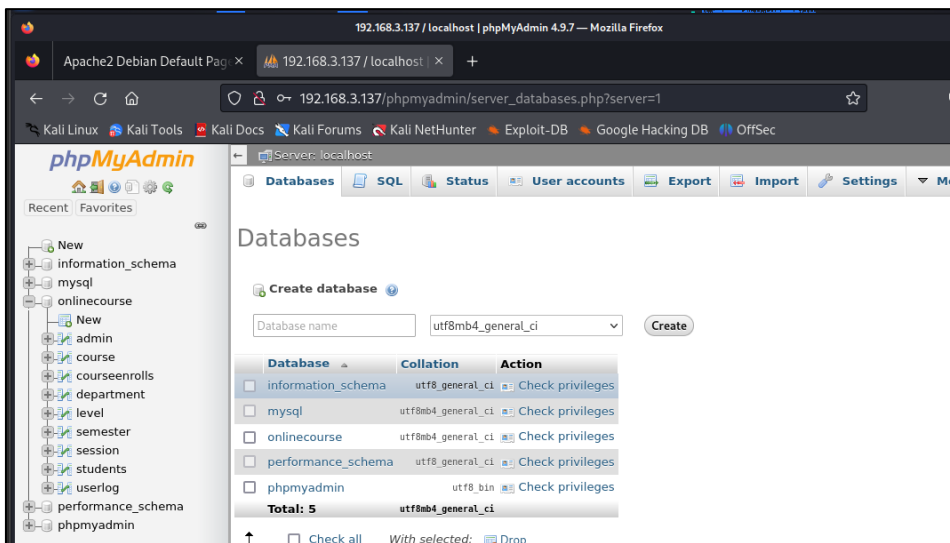 192.168.3.137 / localhost | phpMyAdmin 4.9.7 — Mozilla Firefox
Apache2 Debian Default Pag
192.168.3.137 / localhost |
192.168.3.137/phpmyadmin/server_databases.php?server=1
Kali Linux Kali Tools Kali Docs Kali Forums Kali NetHunter Exploit-DB Google Hacking DB OffSec
phpMyAdmin
Recent Favorites
New
information_schema
mysql
onlinecourse
New
admin
course
courseenrolls
department
level
semester
session
students
userlog
performance_schema
phpmyadmin
Server: localhost
Databases SQL Status User accounts Export Import Settings M
Databases
Create database
Database name utf8mb4_general_ci Create
Database Collation Action
information_schema utf8_general_ci Check privileges
mysql utf8mb4_general_ci Check privileges
onlinecourse utf8mb4_general_ci Check privileges
performance_schema utf8_general_ci Check privileges
phpmyadmin utf8_bin Check privileges
Total: 5 utf8mb4_general_ci
Check all With selected: Drop